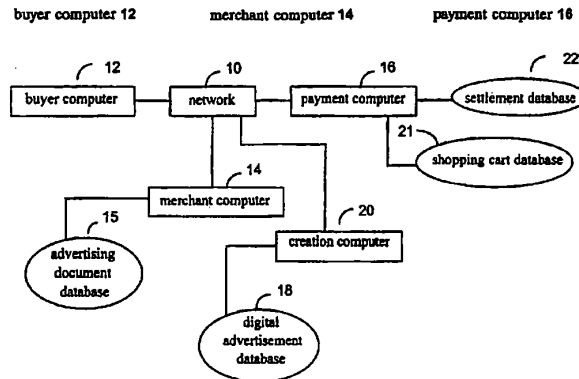 buyer computer 12 merchant computer 14 payment computer 16
12 10 16 22
buyer computer network payment computer settlement database
21
shopping cart database
14
merchant computer
15
advertising
document
database
20
creation computer
18
digital
advertisement
database